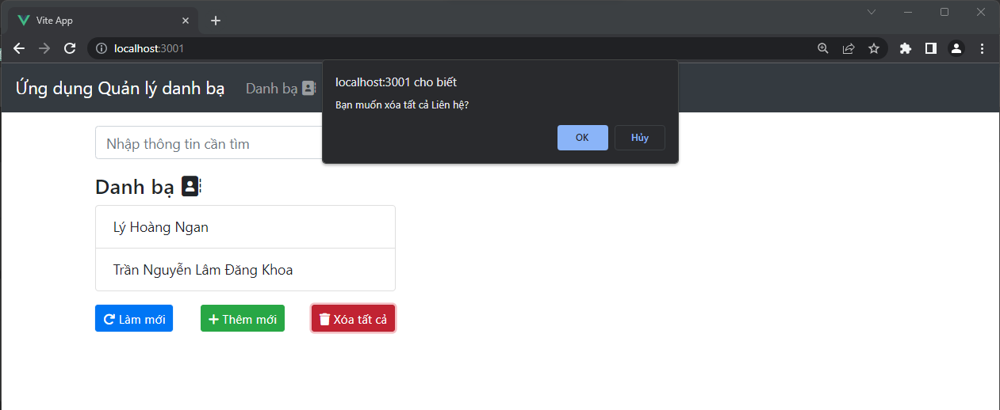 Vite App
localhost:3001
Ứng dụng Quản lý danh bạ Danh bạ
localhost:3001 cho biết
Bạn muốn xóa tất cả Liên hệ?
OK Hủy
Nhập thông tin cần tìm
Danh bạ
Lý Hoàng Ngan
Trần Nguyễn Lâm Đăng Khoa
Làm mới Thêm mới Xóa tất cả